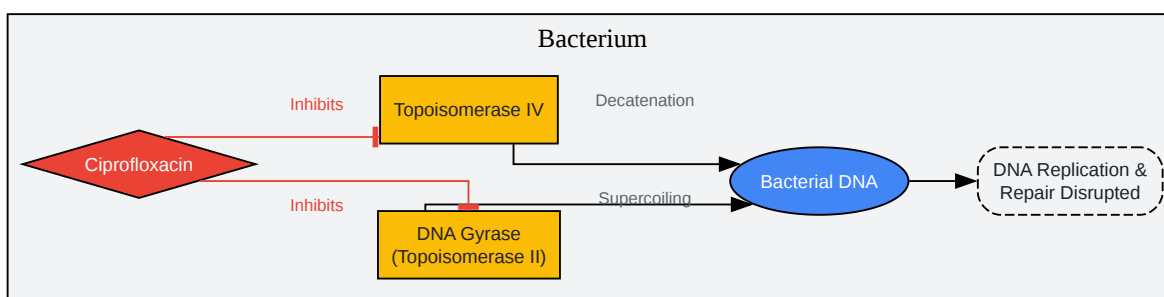 Bacterium
Inhibits
Topoisomerase IV
Decatenation
Ciprofloxacin
Inhibits
DNA Gyrase
(Topoisomerase II)
Supercoiling
Bacterial DNA
DNA Replication &
Repair Disrupted